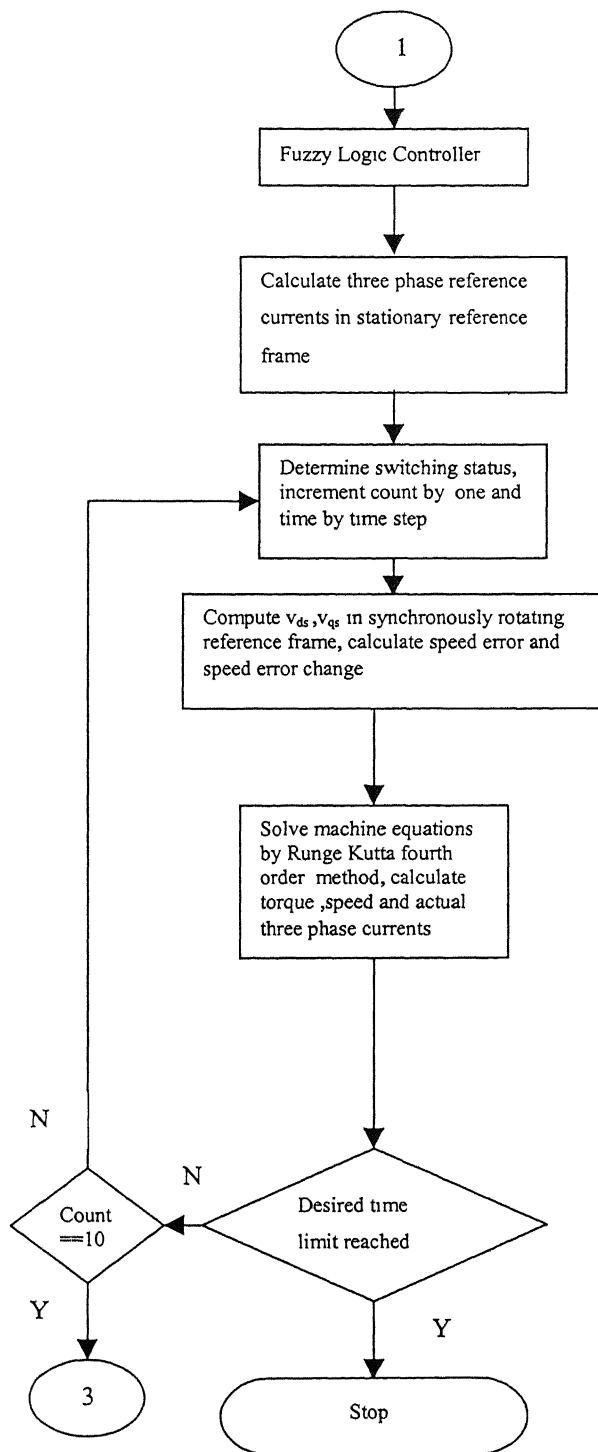 1
Fuzzy Logic Controller
Calculate three phase reference
currents in stationary reference
frame
Determine switching status,
increment count by one and
time by time step
Compute vds ,vqs in synchronously rotating
reference frame, calculate speed error and
speed error change
Solve machine equations
by Runge Kutta fourth
order method, calculate
torque ,speed and actual
three phase currents
N
N
Desired time
limit reached
Count
==10
Y
Y
3
Stop